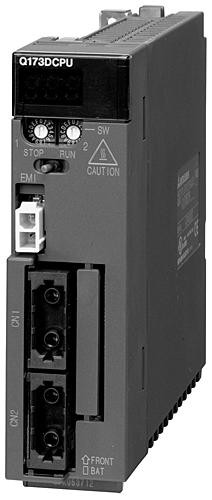 Q173DCPU
SW
1 2
STOP RUN
CAUTION
EMI
CN1
CN2
FRONT
BAT